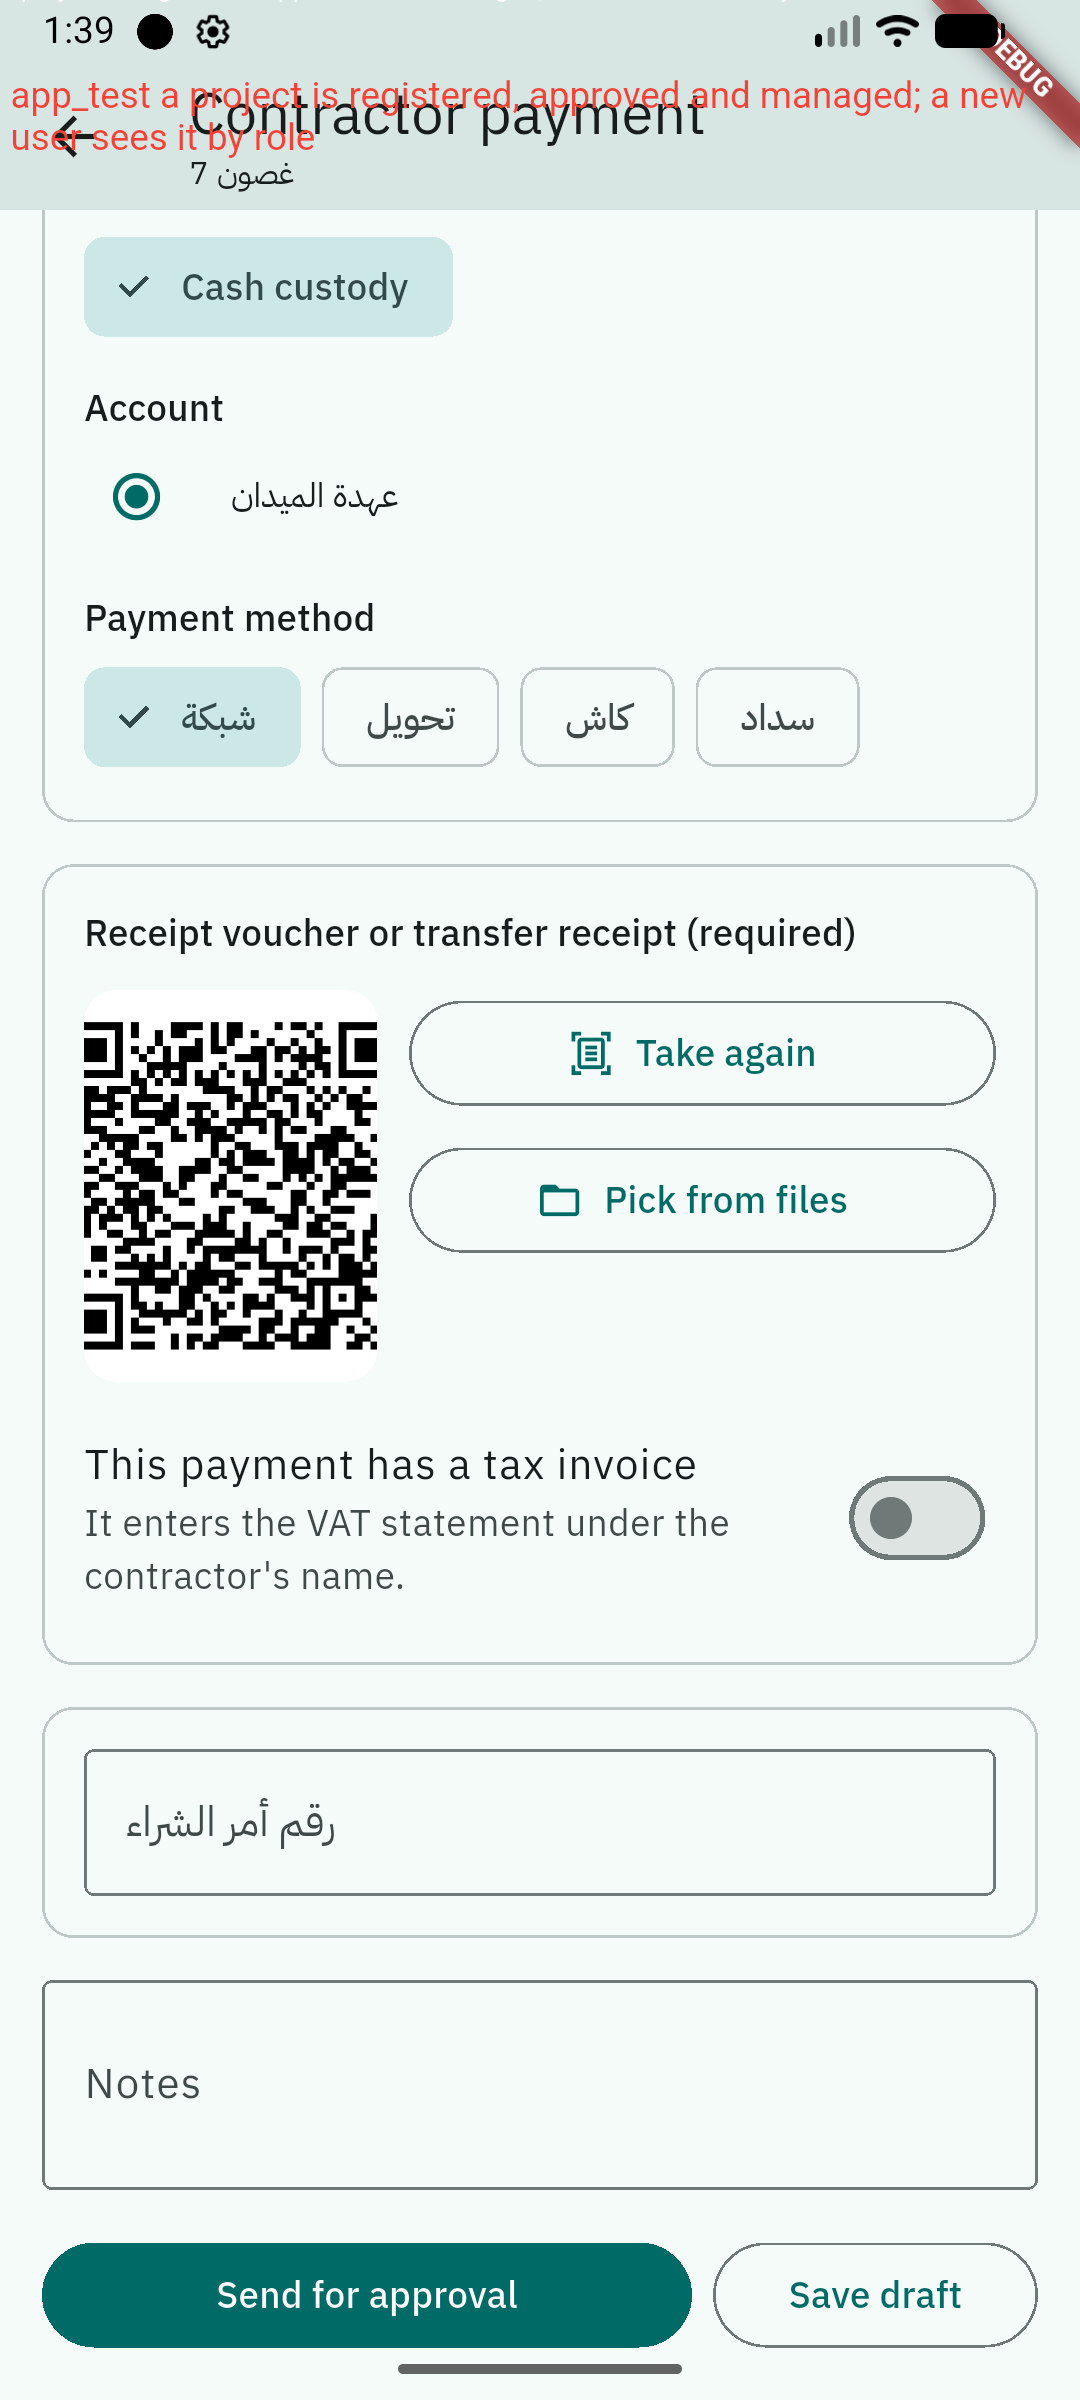 1:39
DEBUG
app_test a project is registered, approved and managed; a new
user sees it by role
Contractor payment
غصون 7
Cash custody
Account
عهدة الميدان
Payment method
شبكة
تحويل
كاش
سداد
Receipt voucher or transfer receipt (required)
Take again
Pick from files
This payment has a tax invoice
It enters the VAT statement under the
contractor's name.
رقم أمر الشراء
Notes
Send for approval
Save draft